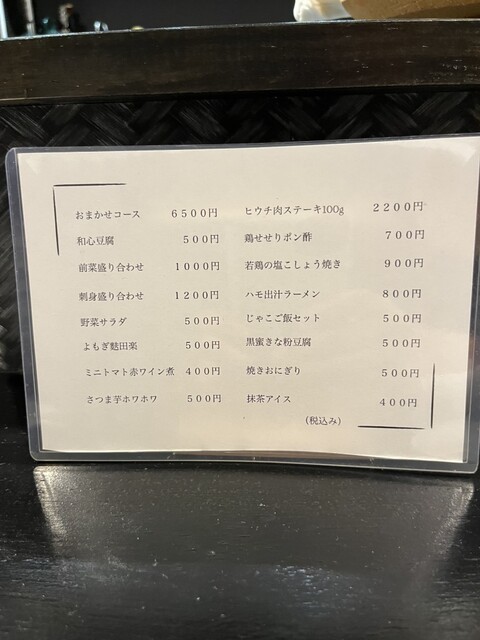 おまかせコース 6500円
和心豆腐 500円
前菜盛り合わせ 1000円
刺身盛り合わせ 1200円
野菜サラダ 500円
よもぎ麩田楽 500円
ミニトマト赤ワイン煮 400円
さつま芋ホワホワ 500円
ヒウチ肉ステーキ100g 2200円
鶏せせりポン酢 700円
若鶏の塩こしょう焼き 900円
ハモ出汁ラーメン 800円
じゃこご飯セット 500円
黒蜜きな粉豆腐 500円
焼きおにぎり 500円
抹茶アイス 400円
(税込み)